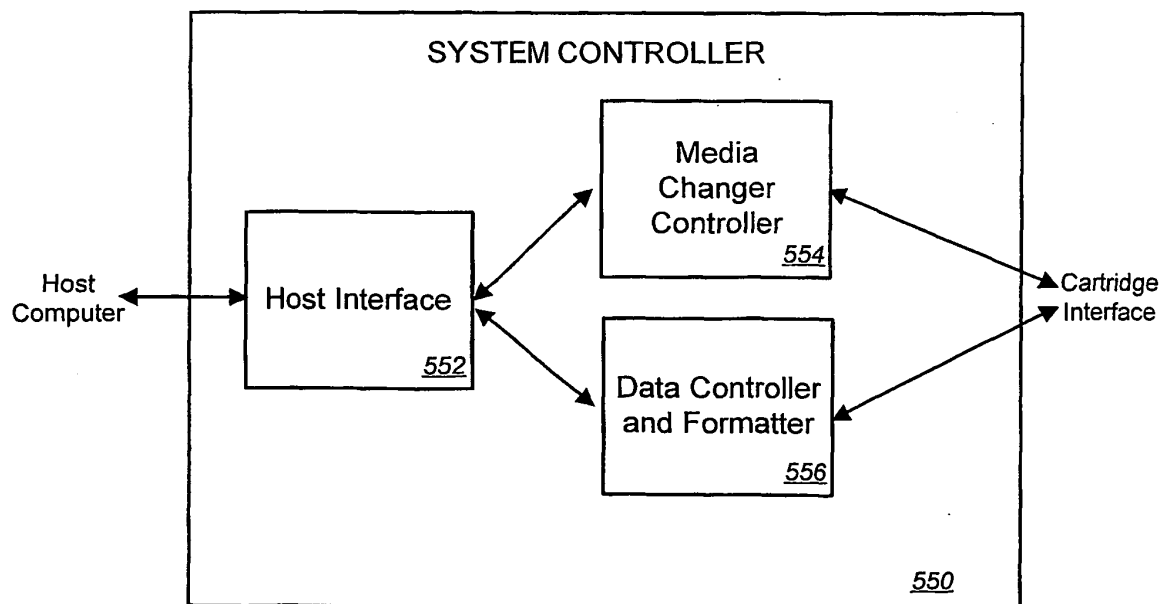 SYSTEM CONTROLLER
Media
Changer
Controller
554
Host
Computer
Host Interface
552
Cartridge
Interface
Data Controller
and Formatter
556
550